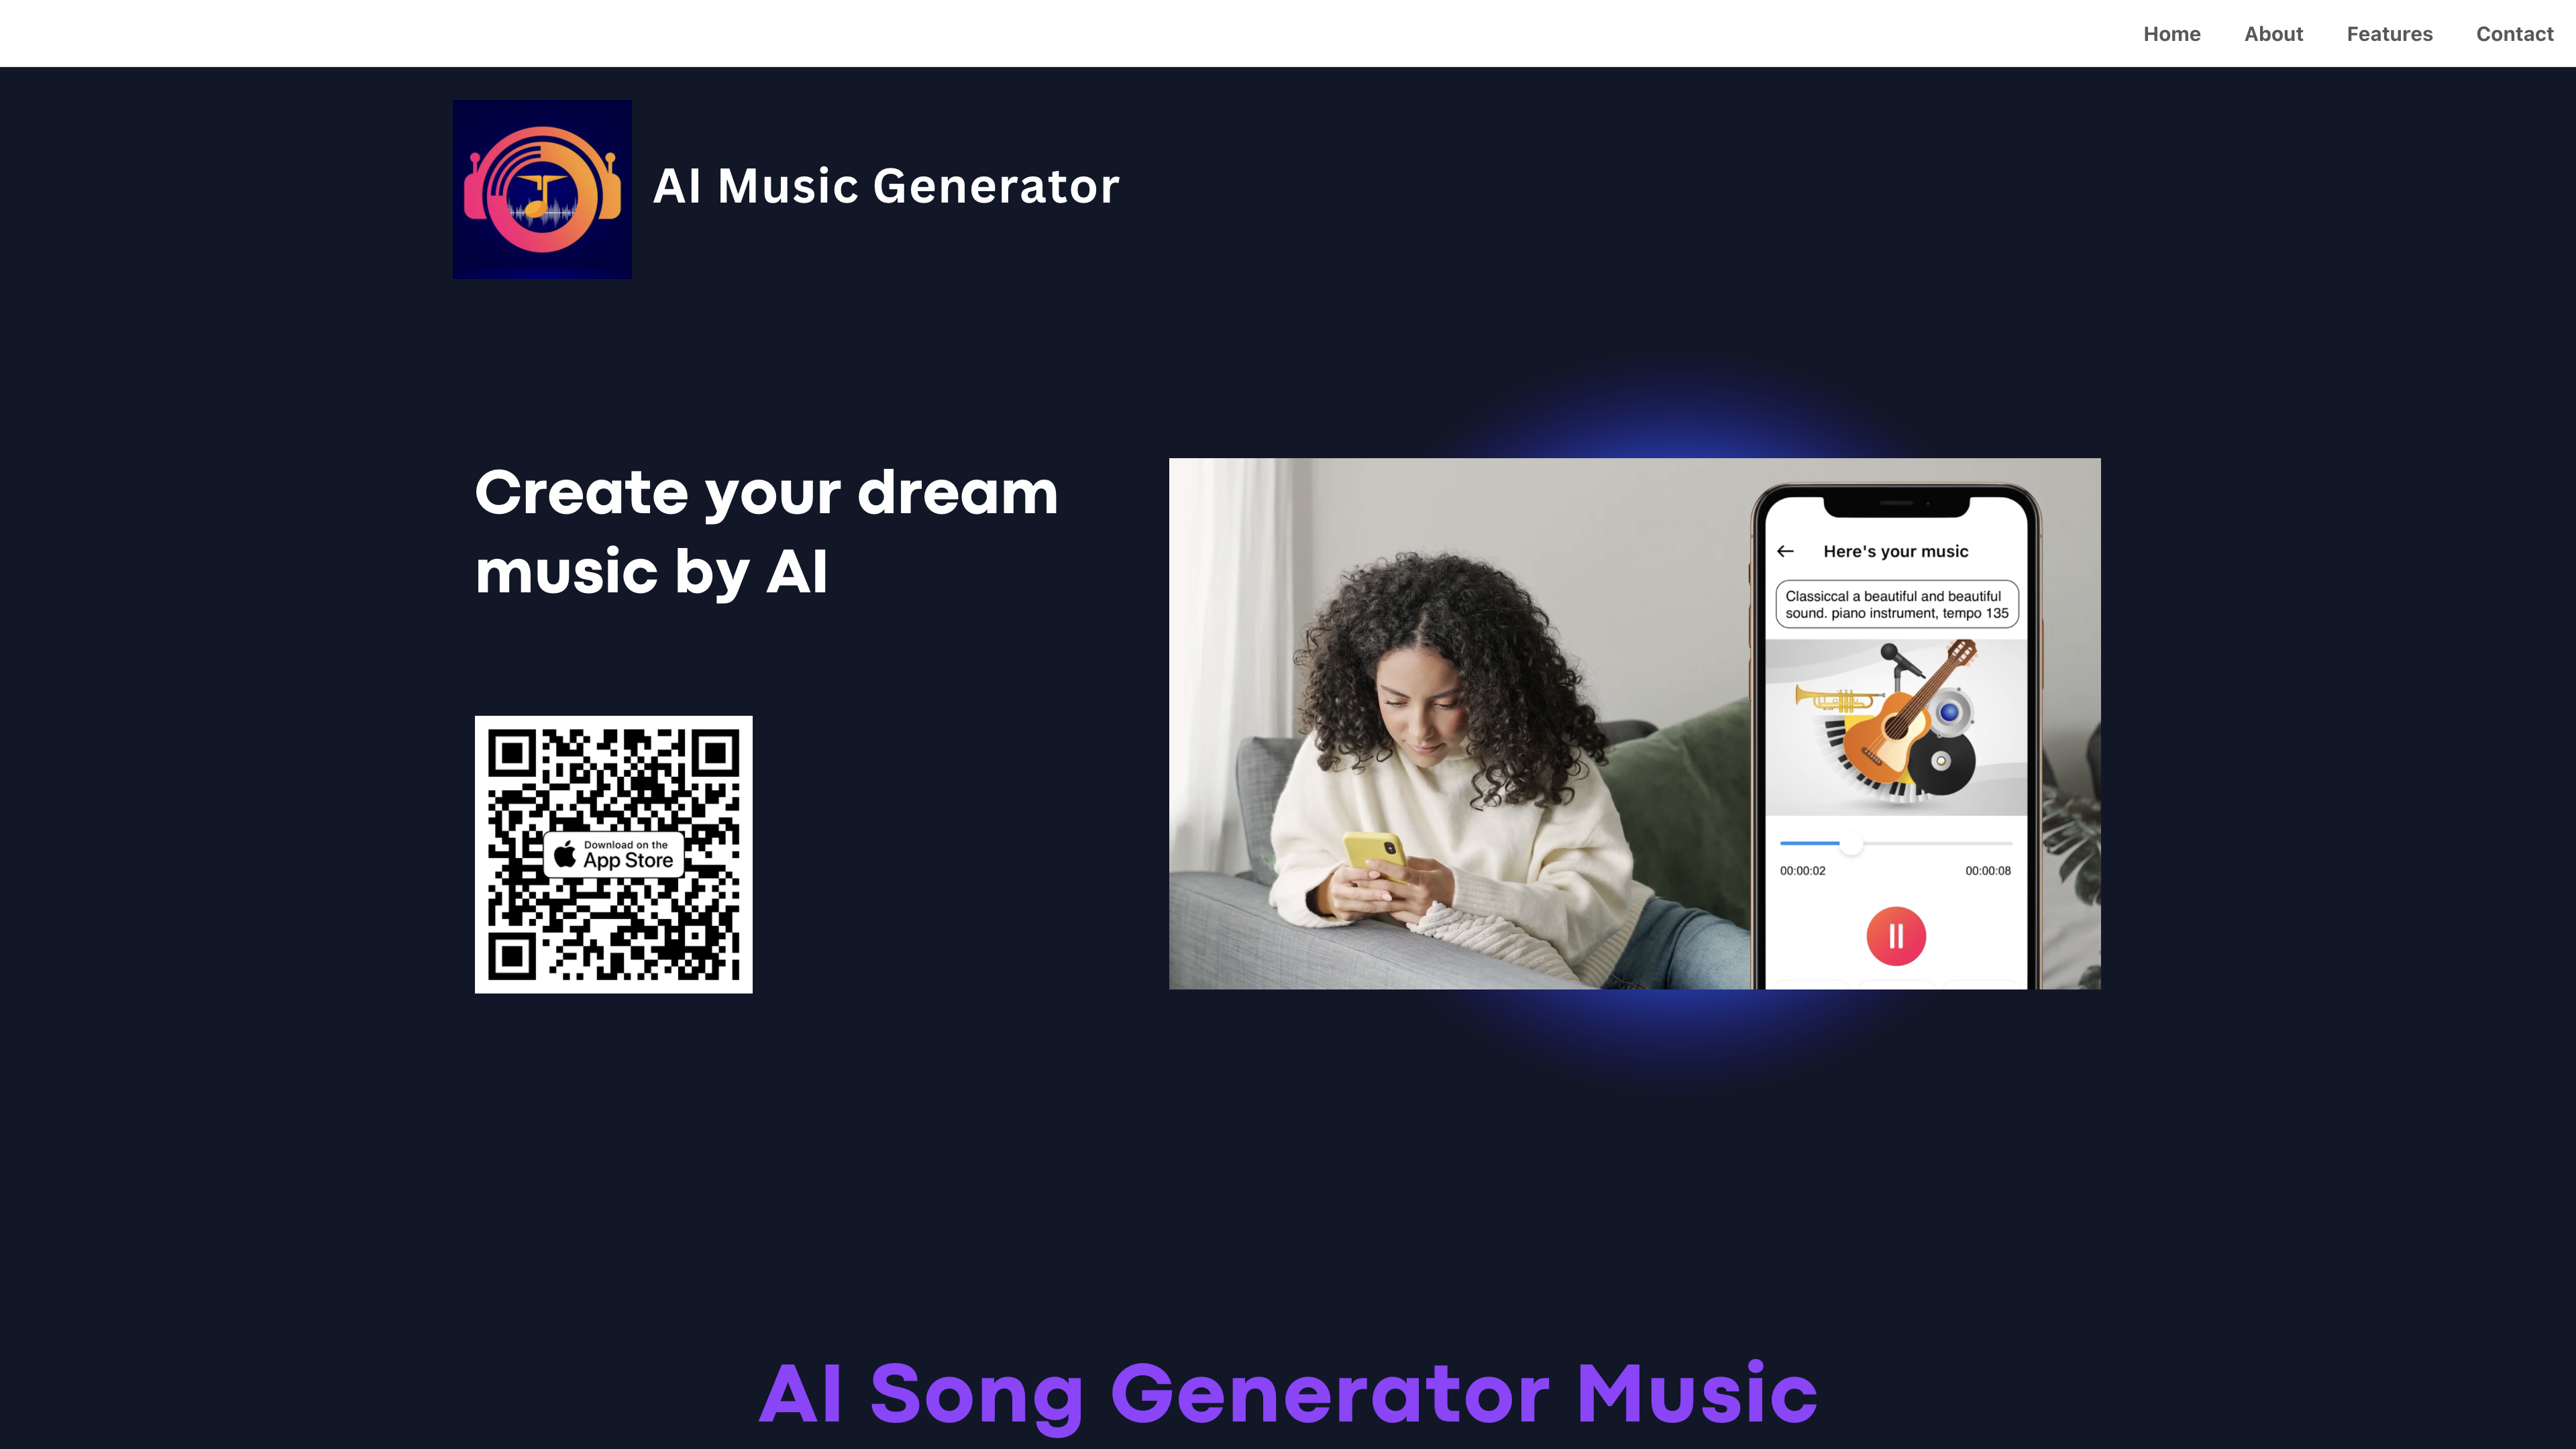 Home
About
Features
Contact
AI Music Generator
Create your dream
music by AI
Download on the
App Store
Here's your music
Classiccal a beautiful and beautiful
sound. piano instrument, tempo 135
00:00:02
00:00:08
AI Song Generator Music